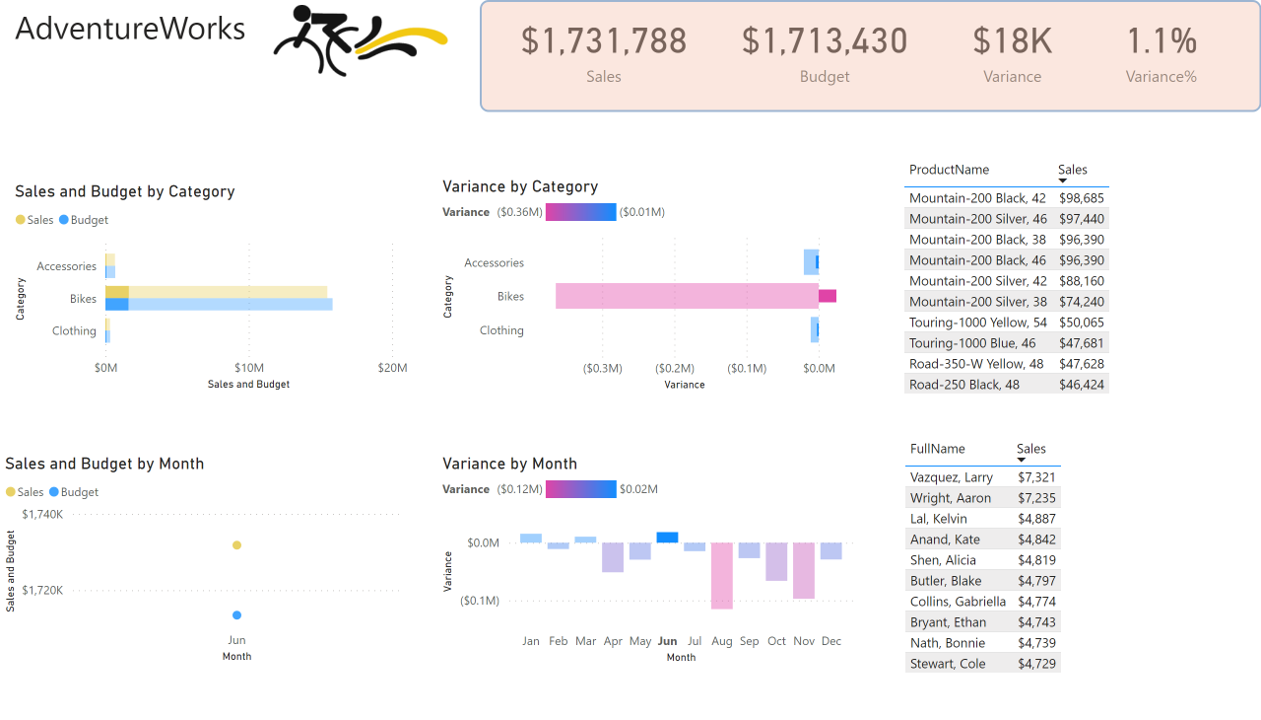 AdventureWorks
$1,731,788 $1,713,430 $18K 1.1%
Sales Budget Variance Variance%
Sales and Budget by Category
Sales Budget
Category
Accessories
Bikes
Clothing
$0M $10M $20M
Sales and Budget
Variance by Category
Variance ($0.36M) ($0.01M)
Category
Accessories
Bikes
Clothing
($0.3M) ($0.2M) ($0.1M) $0.0M
Variance
ProductName Sales
Mountain-200 Black, 42 $98,685
Mountain-200 Silver, 46 $97,440
Mountain-200 Black, 38 $96,390
Mountain-200 Black, 46 $96,390
Mountain-200 Silver, 42 $88,160
Mountain-200 Silver, 38 $74,240
Touring-1000 Yellow, 54 $50,065
Touring-1000 Blue, 46 $47,681
Road-350-W Yellow, 48 $47,628
Road-250 Black, 48 $46,424
Sales and Budget by Month
Sales Budget
Sales and Budget
$1,740K
$1,720K
Jun
Month
Variance by Month
Variance ($0.12M) $0.02M
Variance
$0.0M
($0.1M)
Jan Feb Mar Apr May Jun Jul Aug Sep Oct Nov Dec
Month
FullName Sales
Vazquez, Larry $7,321
Wright, Aaron $7,235
Lal, Kelvin $4,887
Anand, Kate $4,842
Shen, Alicia $4,819
Butler, Blake $4,797
Collins, Gabriella $4,774
Bryant, Ethan $4,743
Nath, Bonnie $4,739
Stewart, Cole $4,729